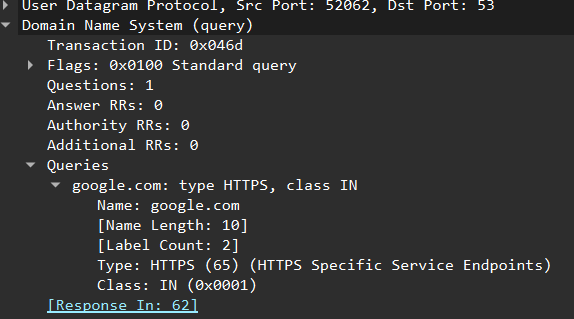 User Datagram Protocol, Src Port: 52062, Dst Port: 53
Domain Name System (query)
Transaction ID: 0x046d
Flags: 0x0100 Standard query
Questions: 1
Answer RRs: 0
Authority RRs: 0
Additional RRs: 0
Queries
google.com: type HTTPS, class IN
Name: google.com
[Name Length: 10]
[Label Count: 2]
Type: HTTPS (65) (HTTPS Specific Service Endpoints)
Class: IN (0x0001)
[Response In: 62]